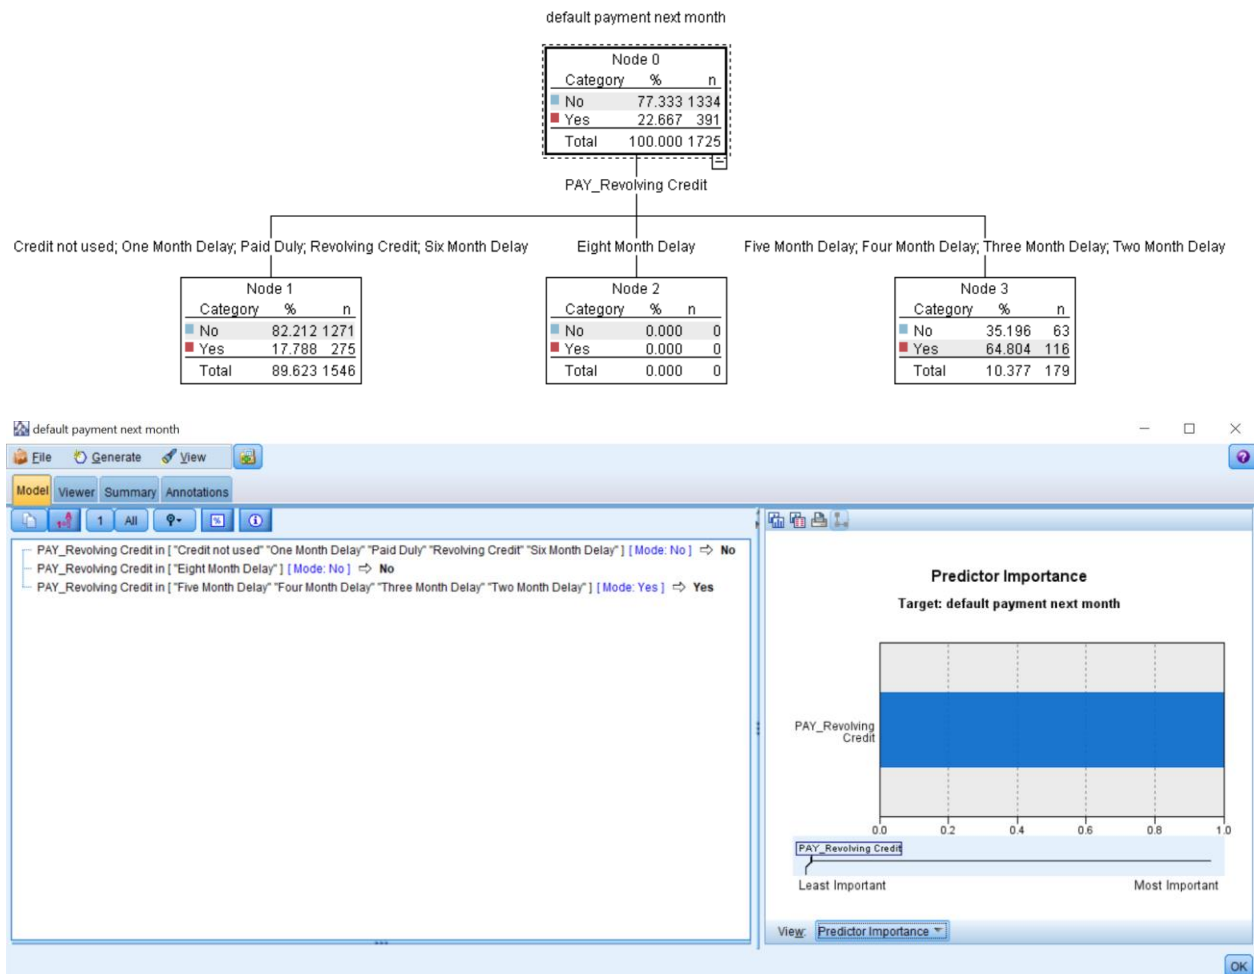 default payment next month
Node 0
Category % n
No 77.333 1334
Yes 22.667 391
Total 100.000 1725
PAY_Revolving Credit
Credit not used; One Month Delay; Paid Duly; Revolving Credit; Six Month Delay
Eight Month Delay
Five Month Delay; Four Month Delay; Three Month Delay; Two Month Delay
Node 1
Category % n
No 82.212 1271
Yes 17.788 275
Total 89.623 1546
Node 2
Category % n
No 0.000 0
Yes 0.000 0
Total 0.000 0
Node 3
Category % n
No 35.196 63
Yes 64.804 116
Total 10.377 179
default payment next month
File Generate View
Model Viewer Summary Annotations
1 All %
PAY_Revolving Credit in [ "Credit not used" "One Month Delay" "Paid Duly" "Revolving Credit" "Six Month Delay" ] [ Mode: No ] ⇨ No
PAY_Revolving Credit in [ "Eight Month Delay" ] [ Mode: No ] ⇨ No
PAY_Revolving Credit in [ "Five Month Delay" "Four Month Delay" "Three Month Delay" "Two Month Delay" ] [ Mode: Yes ] ⇨ Yes
Predictor Importance
Target: default payment next month
PAY_Revolving
Credit
0.0 0.2 0.4 0.6 0.8 1.0
PAY_Revolving Credit
Least Important Most Important
View: Predictor Importance
OK